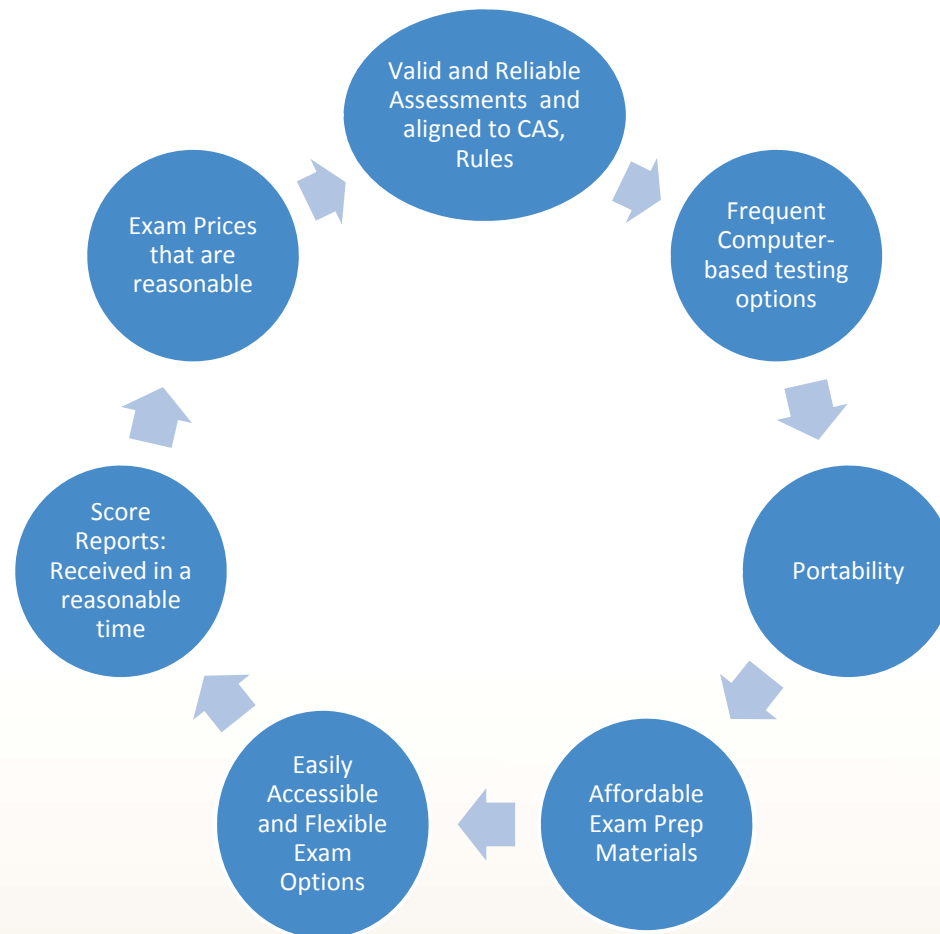 Valid and Reliable
Assessments and
aligned to CAS,
Rules
Frequent
Computer-
based testing
options
Portability
Affordable
Exam Prep
Materials
Easily
Accessible
and Flexible
Exam
Options
Score
Reports:
Received in a
reasonable
time
Exam Prices
that are
reasonable